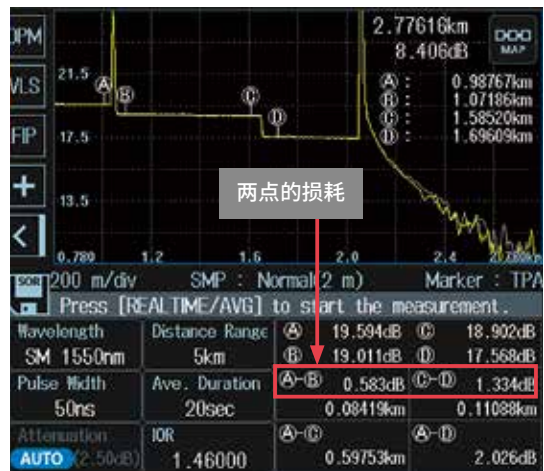 OPM
2.77616km
8.406dB
MAP
VLS
21.5
Ⓐ
Ⓑ
Ⓒ
Ⓓ
Ⓐ : 0.98767km
Ⓑ : 1.07186km
Ⓒ : 1.58520km
Ⓓ : 1.69609km
FIP
17.5
+
13.5
两点的损耗
<
0.780 1.2 1.6 2.0 2.4
SOR 200 m/div SMP : Normal(2 m) Marker : TPA
Press [REALTIME/AVG] to start the measurement.
Wavelength Distance Range Ⓐ 19.594dB Ⓒ 18.902dB
SM 1550nm 5km Ⓑ 19.011dB Ⓓ 17.568dB
Pulse Width Ave. Duration Ⓐ-Ⓑ 0.583dB Ⓒ-Ⓓ 1.334dB
50ns 20sec 0.08419km 0.11088km
Attenuation IOR Ⓐ-Ⓒ Ⓐ-Ⓓ
AUTO (2.50dB) 1.46000 0.59753km 2.026dB